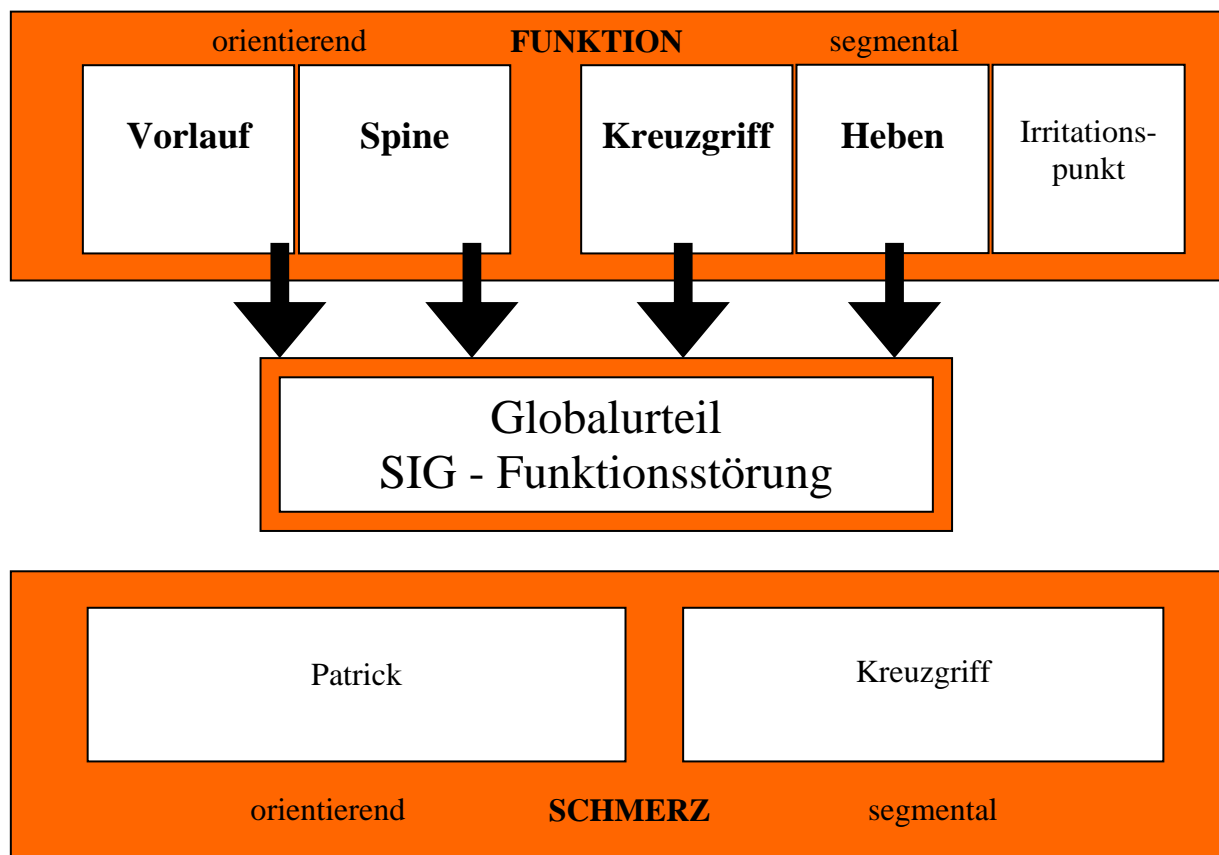 orientierend FUNKTION segmental
Vorlauf Spine Kreuzgriff Heben Irritations-
punkt
Globalurteil
SIG - Funktionsstörung
Patrick Kreuzgriff
orientierend SCHMERZ segmental